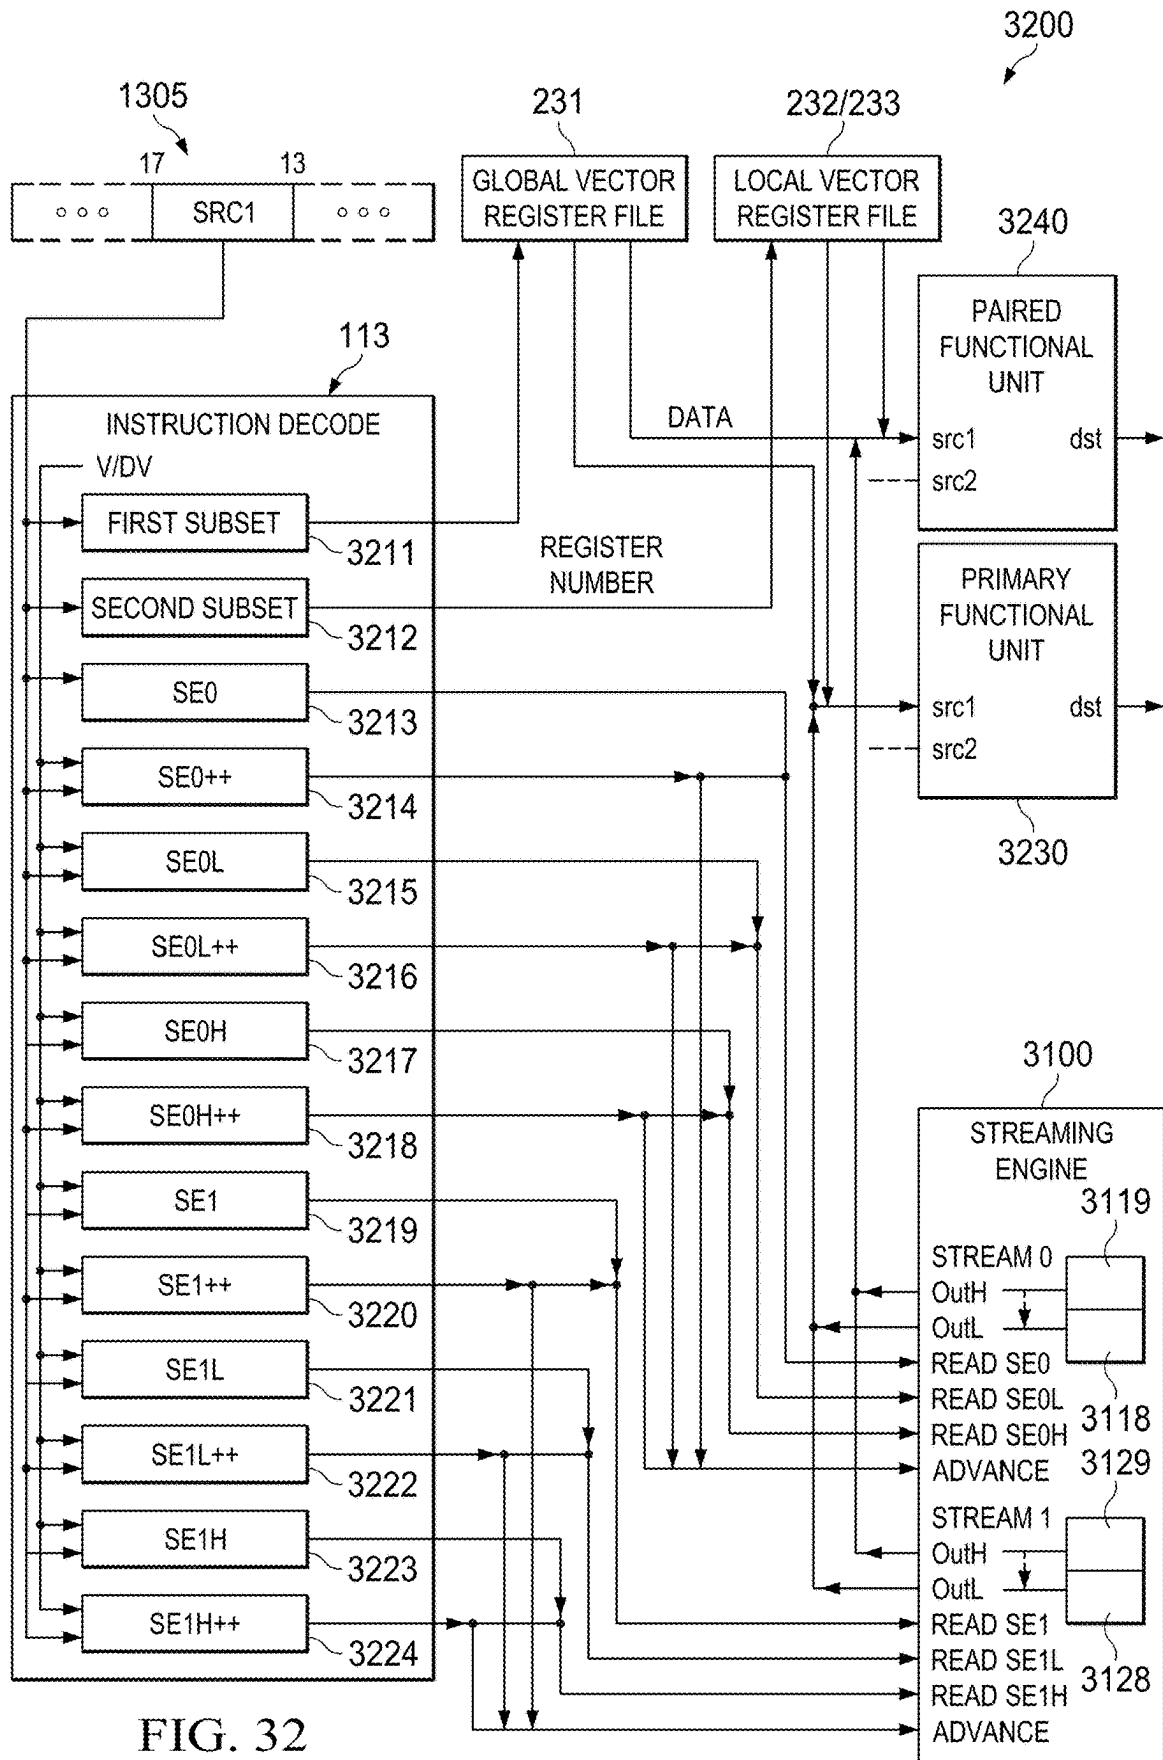 3200
1305
231
232/233
17
13
○ ○ ○
SRC1
○ ○ ○
GLOBAL VECTOR
REGISTER FILE
LOCAL VECTOR
REGISTER FILE
3240
PAIRED
FUNCTIONAL
UNIT
src1
dst
src2
113
INSTRUCTION DECODE
V/DV
DATA
FIRST SUBSET
3211
REGISTER
NUMBER
SECOND SUBSET
3212
PRIMARY
FUNCTIONAL
UNIT
src1
dst
src2
3230
SE0
3213
SE0++
3214
SE0L
3215
SE0L++
3216
SE0H
3217
SE0H++
3218
SE1
3219
SE1++
3220
SE1L
3221
SE1L++
3222
SE1H
3223
SE1H++
3224
3100
STREAMING
ENGINE
3119
STREAM 0
OutH
OutL
READ SE0
READ SE0L
3118
READ SE0H
ADVANCE
3129
STREAM 1
OutH
OutL
READ SE1
READ SE1L
3128
READ SE1H
ADVANCE
FIG. 32